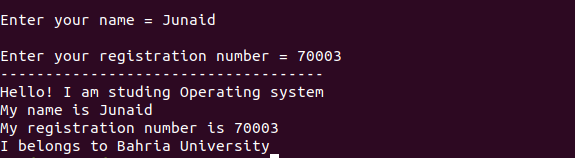 Enter your name = Junaid
Enter your registration number = 70003
------------------------------------
Hello! I am studing Operating system
My name is Junaid
My registration number is 70003
I belongs to Bahria University